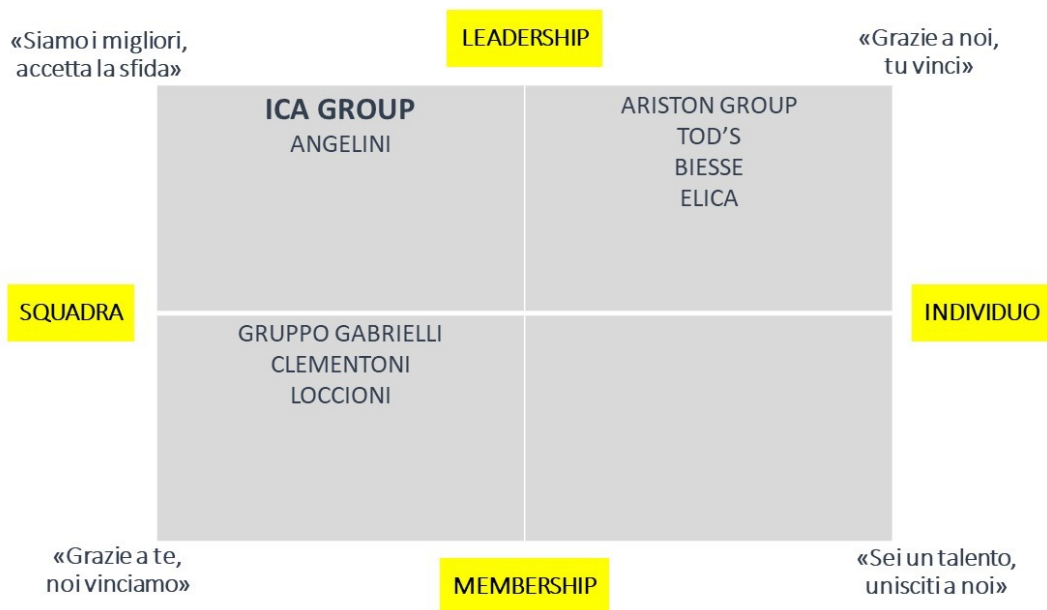 «Siamo i migliori,
accetta la sfida»
LEADERSHIP
«Grazie a noi,
tu vinci»
ICA GROUP
ANGELINI
ARISTON GROUP
TOD'S
BIESSE
ELICA
SQUADRA
INDIVIDUO
GRUPPO GABRIELLI
CLEMENTONI
LOCCIONI
«Grazie a te,
noi vinciamo»
MEMBERSHIP
«Sei un talento,
unisciti a noi»